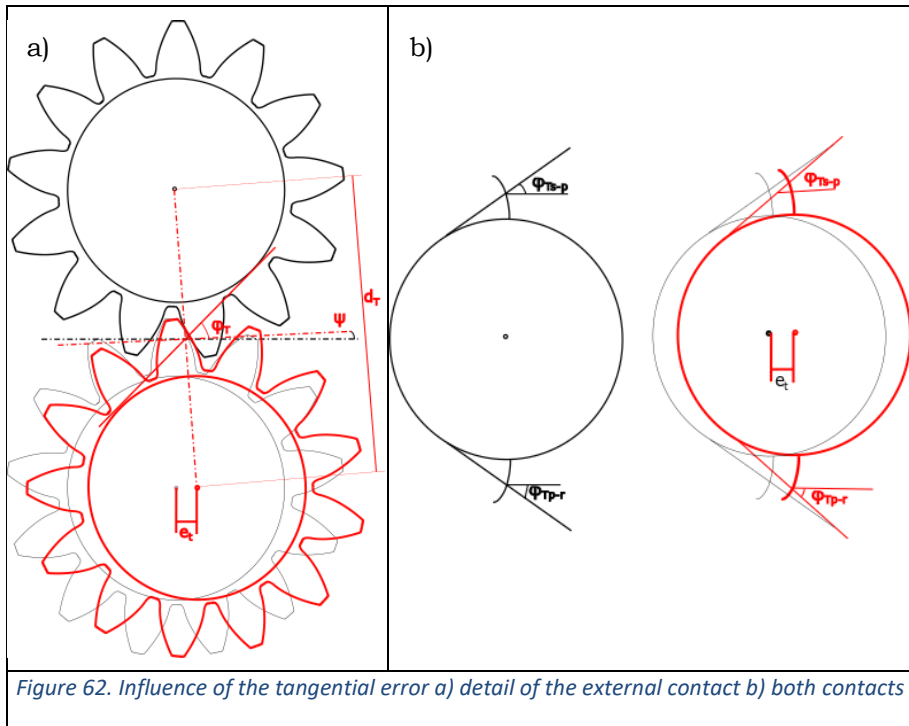 a)
b)
φTs-p
φTs-p
dT
φT
ψ
et
et
φTp-r
φTp-r
Figure 62. Influence of the tangential error a) detail of the external contact b) both contacts